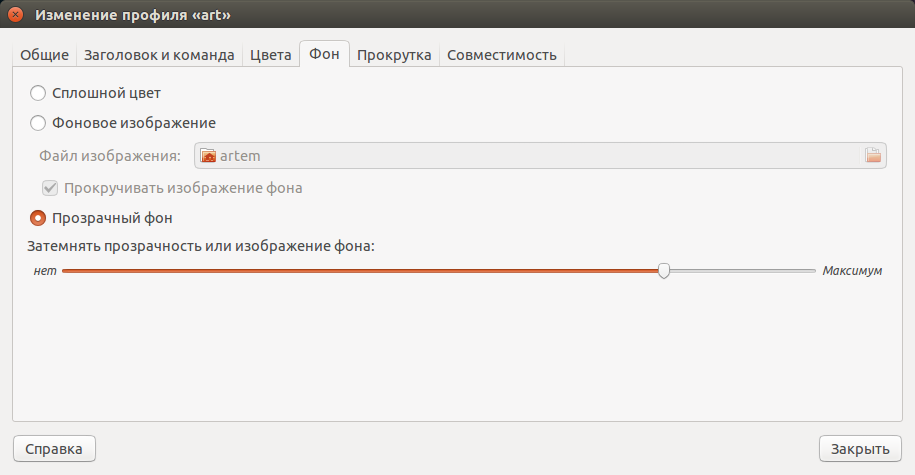 Изменение профиля «art»
Общие Заголовок и команда Цвета Фон Прокрутка Совместимость
Сплошной цвет
Фоновое изображение
Файл изображения: artem
Прокручивать изображение фона
Прозрачный фон
Затемнять прозрачность или изображение фона:
нет Максимум
Справка Закрыть